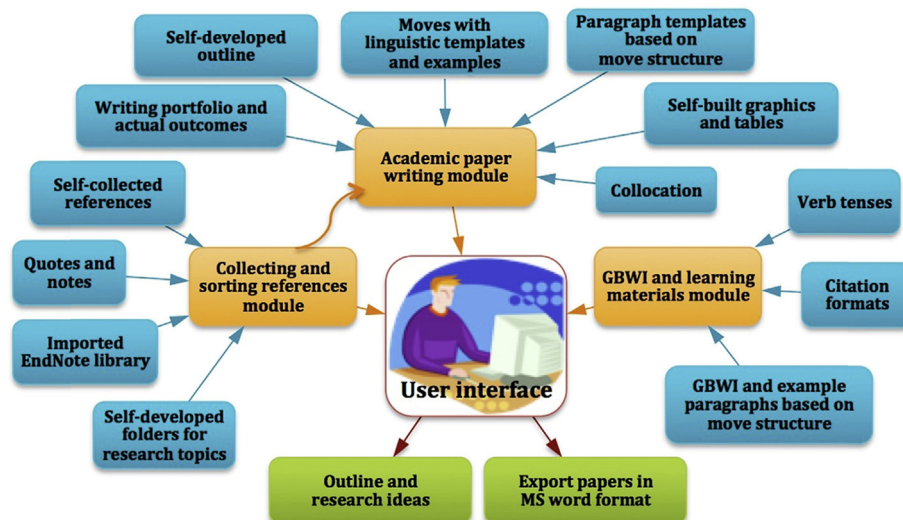 Self-developed
outline
Moves with
linguistic templates
and examples
Paragraph templates
based on
move structure
Writing portfolio and
actual outcomes
Self-built graphics
and tables
Academic paper
writing module
Collocation
Self-collected
references
Verb tenses
Quotes and
notes
Collecting and
sorting references
module
GBWI and learning
materials module
Citation
formats
Imported
EndNote library
User interface
GBWI and example
paragraphs based on
move structure
Self-developed
folders for
research topics
Outline and
research ideas
Export papers in
MS word format